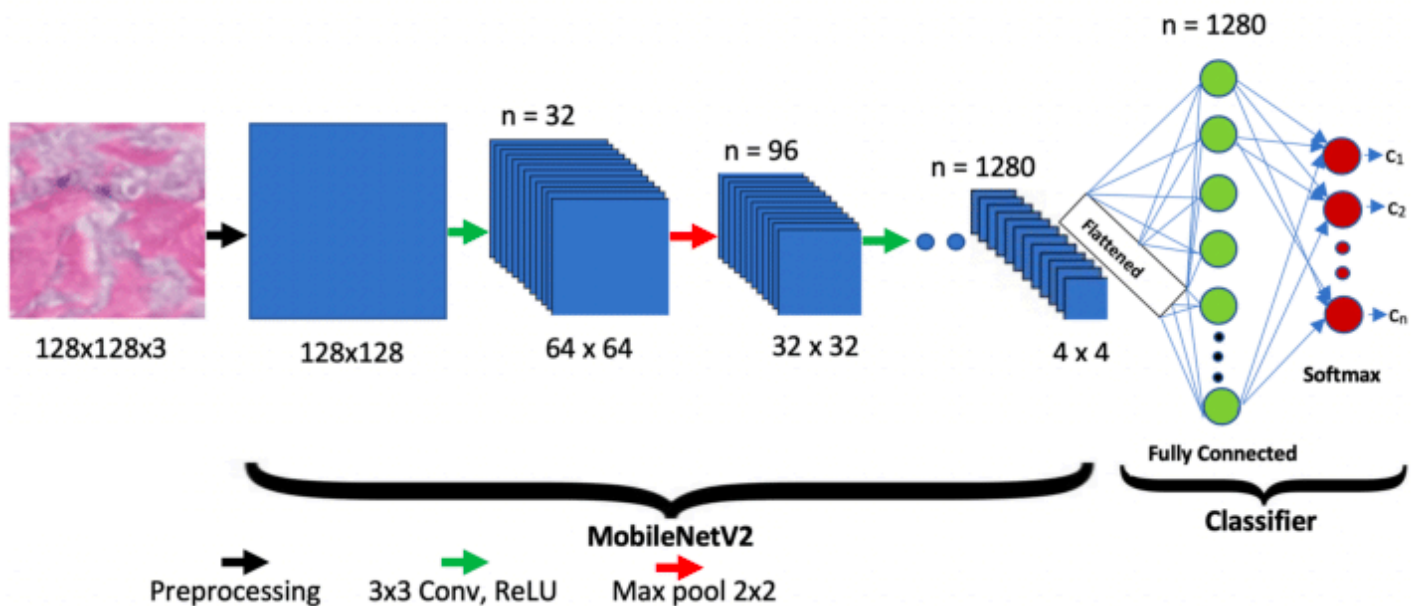 n = 1280
n = 32
n = 96
n = 1280
Flattened
c₁
c₂
cₙ
128x128x3
128x128
64 x 64
32 x 32
4 x 4
Softmax
Fully Connected
MobileNetV2
Classifier
Preprocessing
3x3 Conv, ReLU
Max pool 2x2